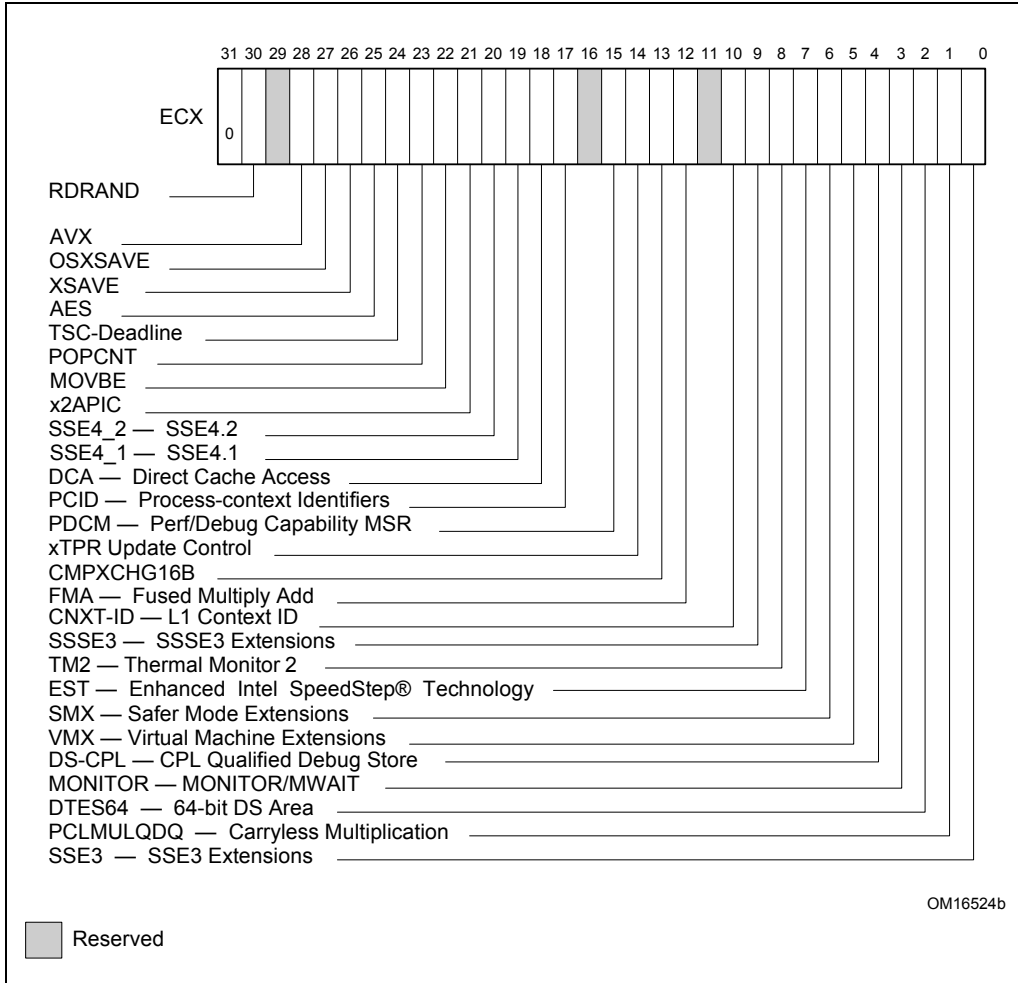 31 30 29 28 27 26 25 24 23 22 21 20 19 18 17 16 15 14 13 12 11 10 9 8 7 6 5 4 3 2 1 0
ECX
0
RDRAND
AVX
OSXSAVE
XSAVE
AES
TSC-Deadline
POPCNT
MOVBE
x2APIC
SSE4_2 — SSE4.2
SSE4_1 — SSE4.1
DCA — Direct Cache Access
PCID — Process-context Identifiers
PDCM — Perf/Debug Capability MSR
xTPR Update Control
CMPXCHG16B
FMA — Fused Multiply Add
CNXT-ID — L1 Context ID
SSSE3 — SSSE3 Extensions
TM2 — Thermal Monitor 2
EST — Enhanced Intel SpeedStep® Technology
SMX — Safer Mode Extensions
VMX — Virtual Machine Extensions
DS-CPL — CPL Qualified Debug Store
MONITOR — MONITOR/MWAIT
DTES64 — 64-bit DS Area
PCLMULQDQ — Carryless Multiplication
SSE3 — SSE3 Extensions
OM16524b
Reserved